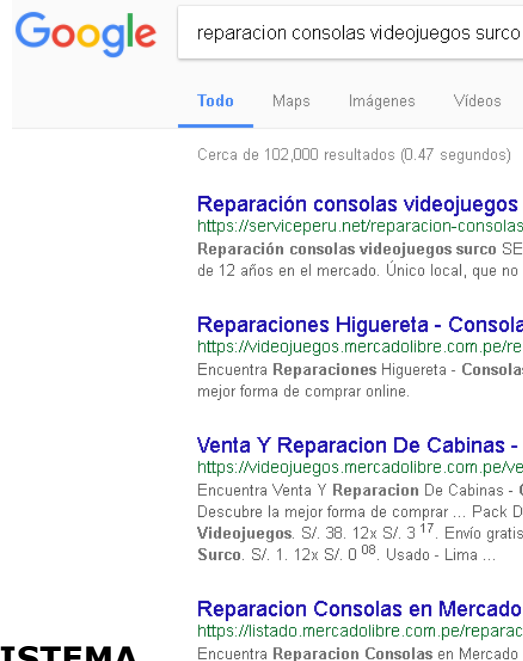 Google
reparacion consolas videojuegos surco
Todo Maps Imágenes Vídeos
Cerca de 102,000 resultados (0.47 segundos)
Reparación consolas videojuegos
https://serviceperu.net/reparacion-consolas
Reparación consolas videojuegos surco SE
de 12 años en el mercado. Único local, que no
Reparaciones Higuereta - Consola
https://videojuegos.mercadolibre.com.pe/re
Encuentra Reparaciones Higuereta - Consolas
mejor forma de comprar online.
Venta Y Reparacion De Cabinas -
https://videojuegos.mercadolibre.com.pe/ve
Encuentra Venta Y Reparacion De Cabinas -
Descubre la mejor forma de comprar ... Pack D
Videojuegos. S/. 38. 12x S/. 3 17. Envío gratis
Surco. S/. 1. 12x S/. 0 08. Usado - Lima ...
Reparacion Consolas en Mercado
https://listado.mercadolibre.com.pe/reparac
Encuentra Reparacion Consolas en Mercado
ISTEMA